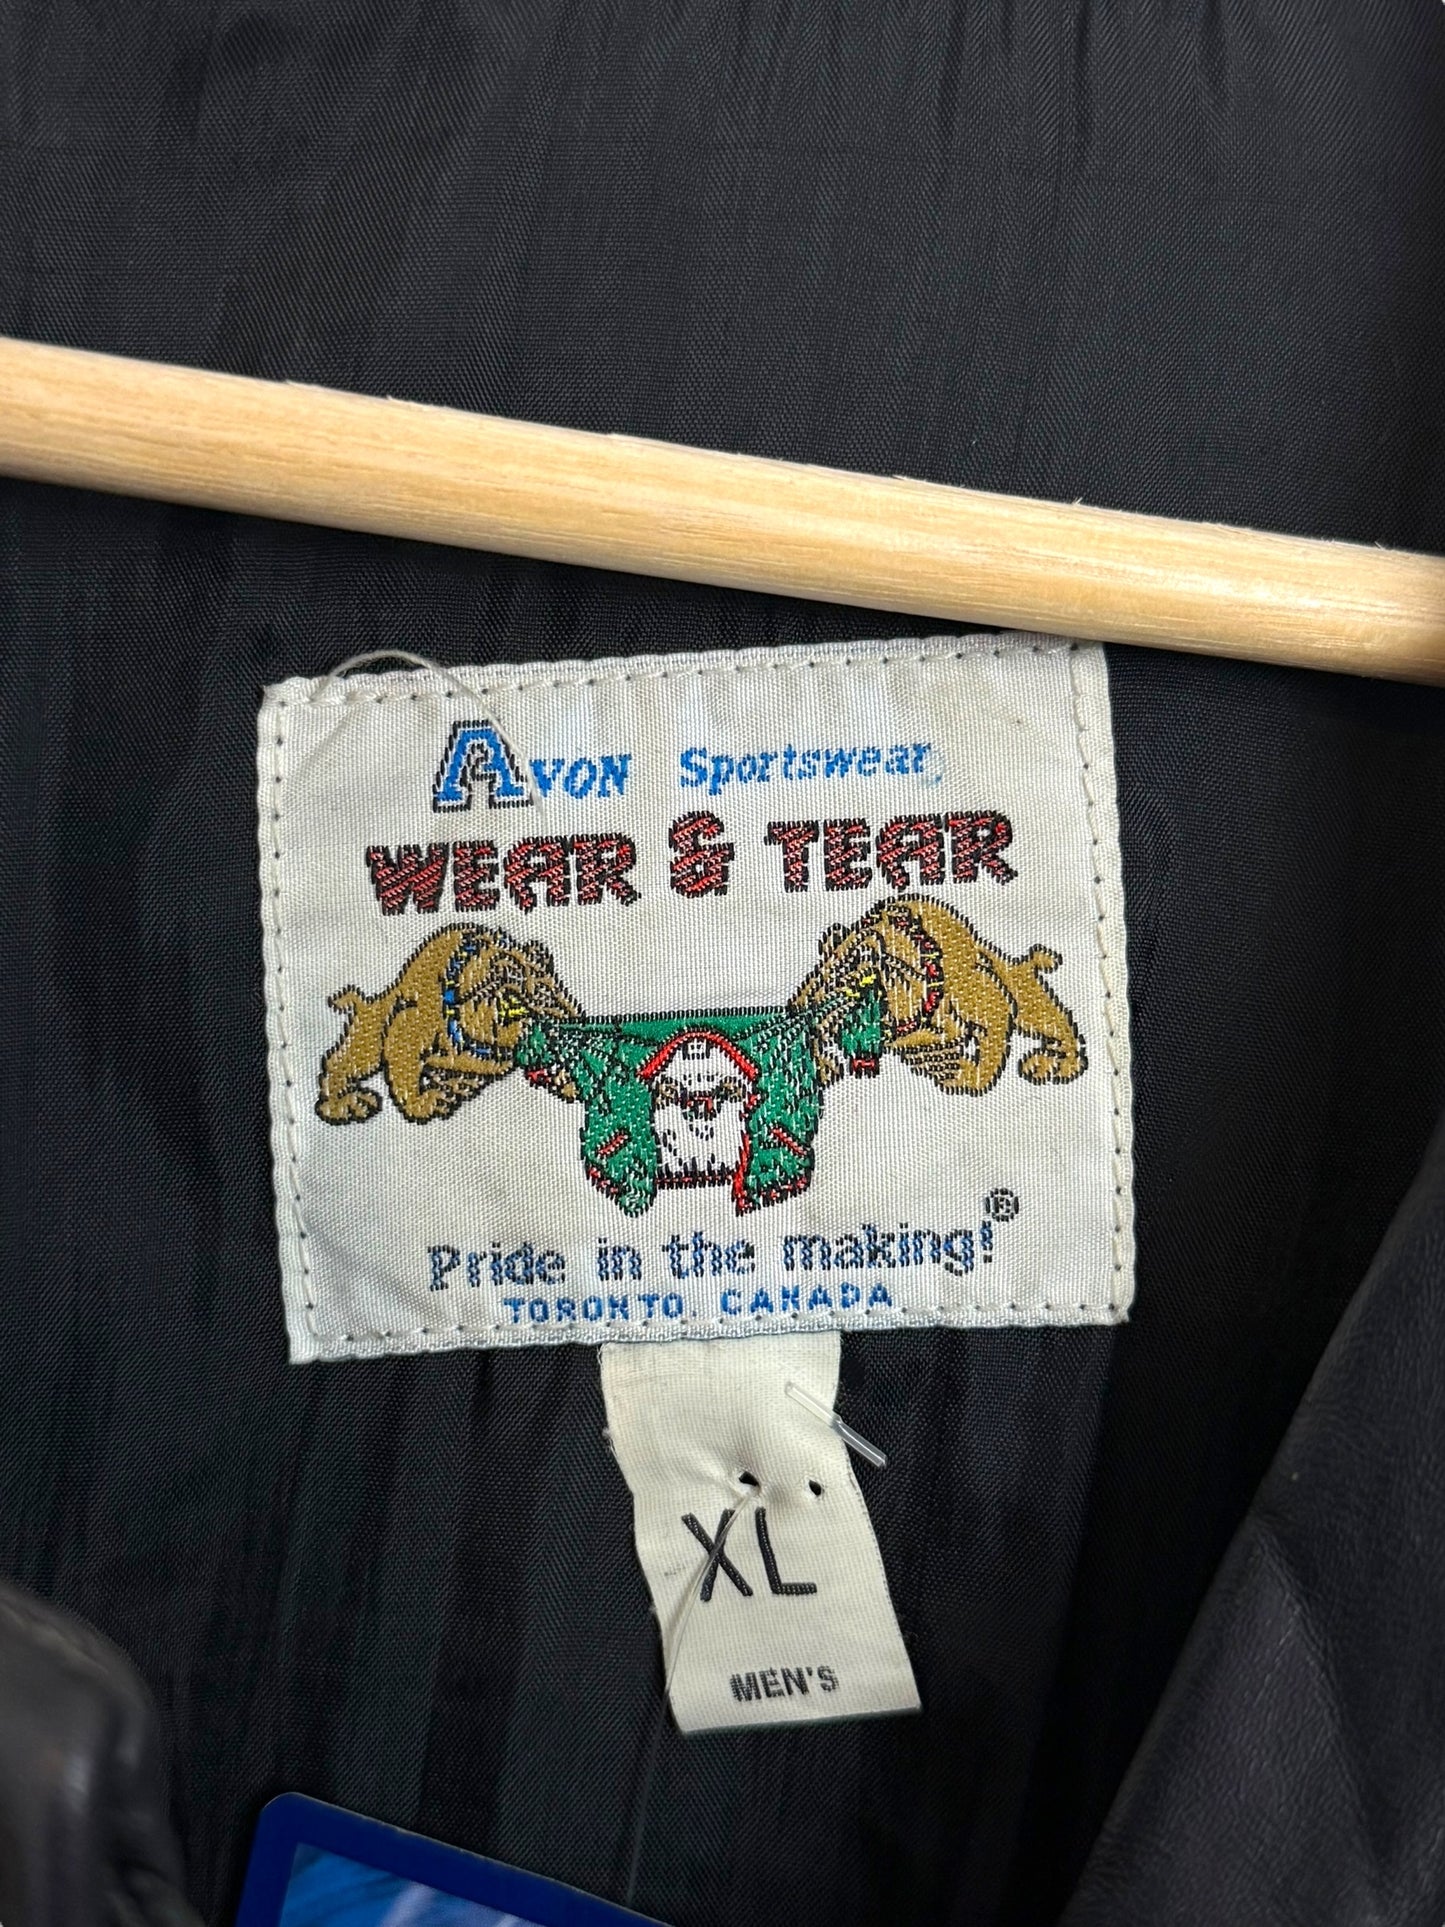 AVON Sportswear
WEAR & TEAR
Pride in the making!®
TORONTO. CANADA
XL
MEN'S